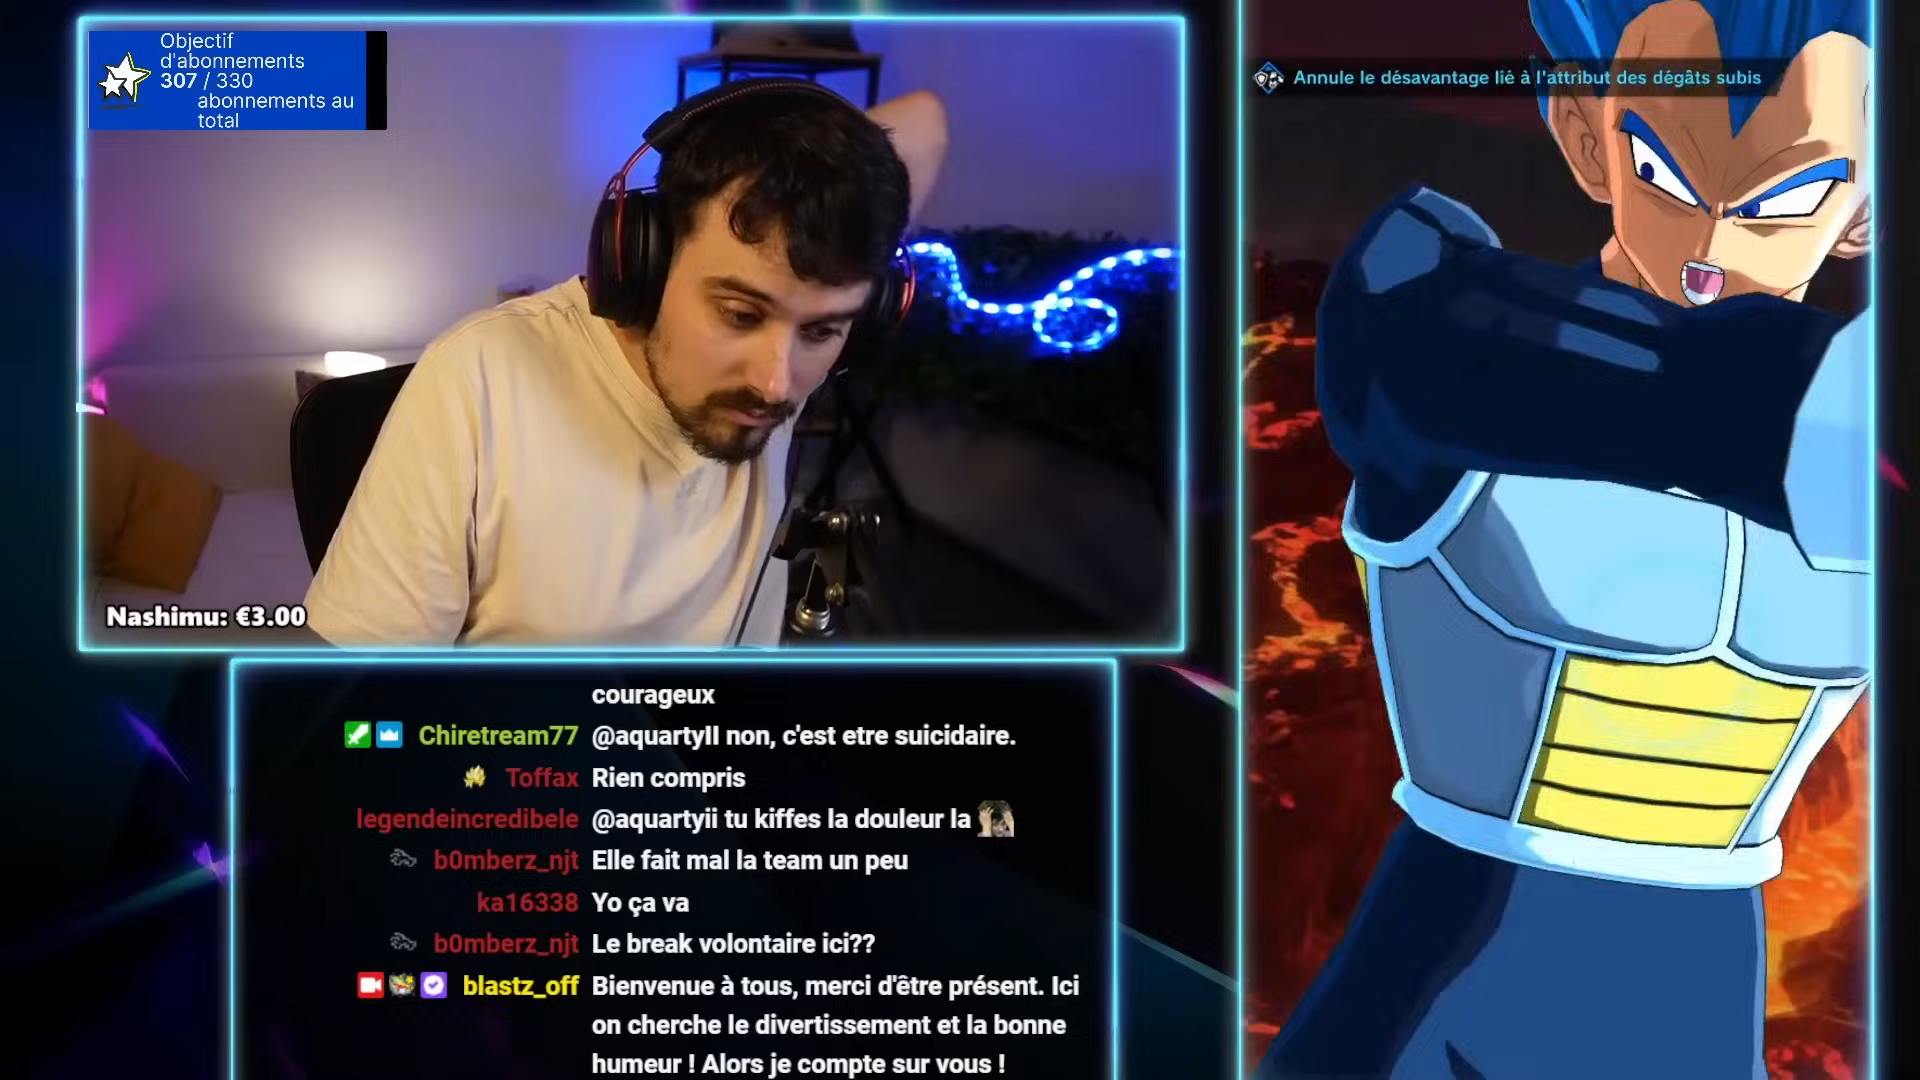 Objectif
d'abonnements
307 / 330
abonnements au
total
Annule le désavantage lié à l'attribut des dégâts subis
Nashimu: €3.00
courageux
Chiretream77 @aquartyll non, c'est etre suicidaire.
Toffax Rien compris
legendeincredibele @aquartyii tu kiffes la douleur la
b0mberz_njt Elle fait mal la team un peu
ka16338 Yo ça va
b0mberz_njt Le break volontaire ici??
blastz_off Bienvenue à tous, merci d'être présent. Ici
on cherche le divertissement et la bonne
humeur ! Alors je compte sur vous !